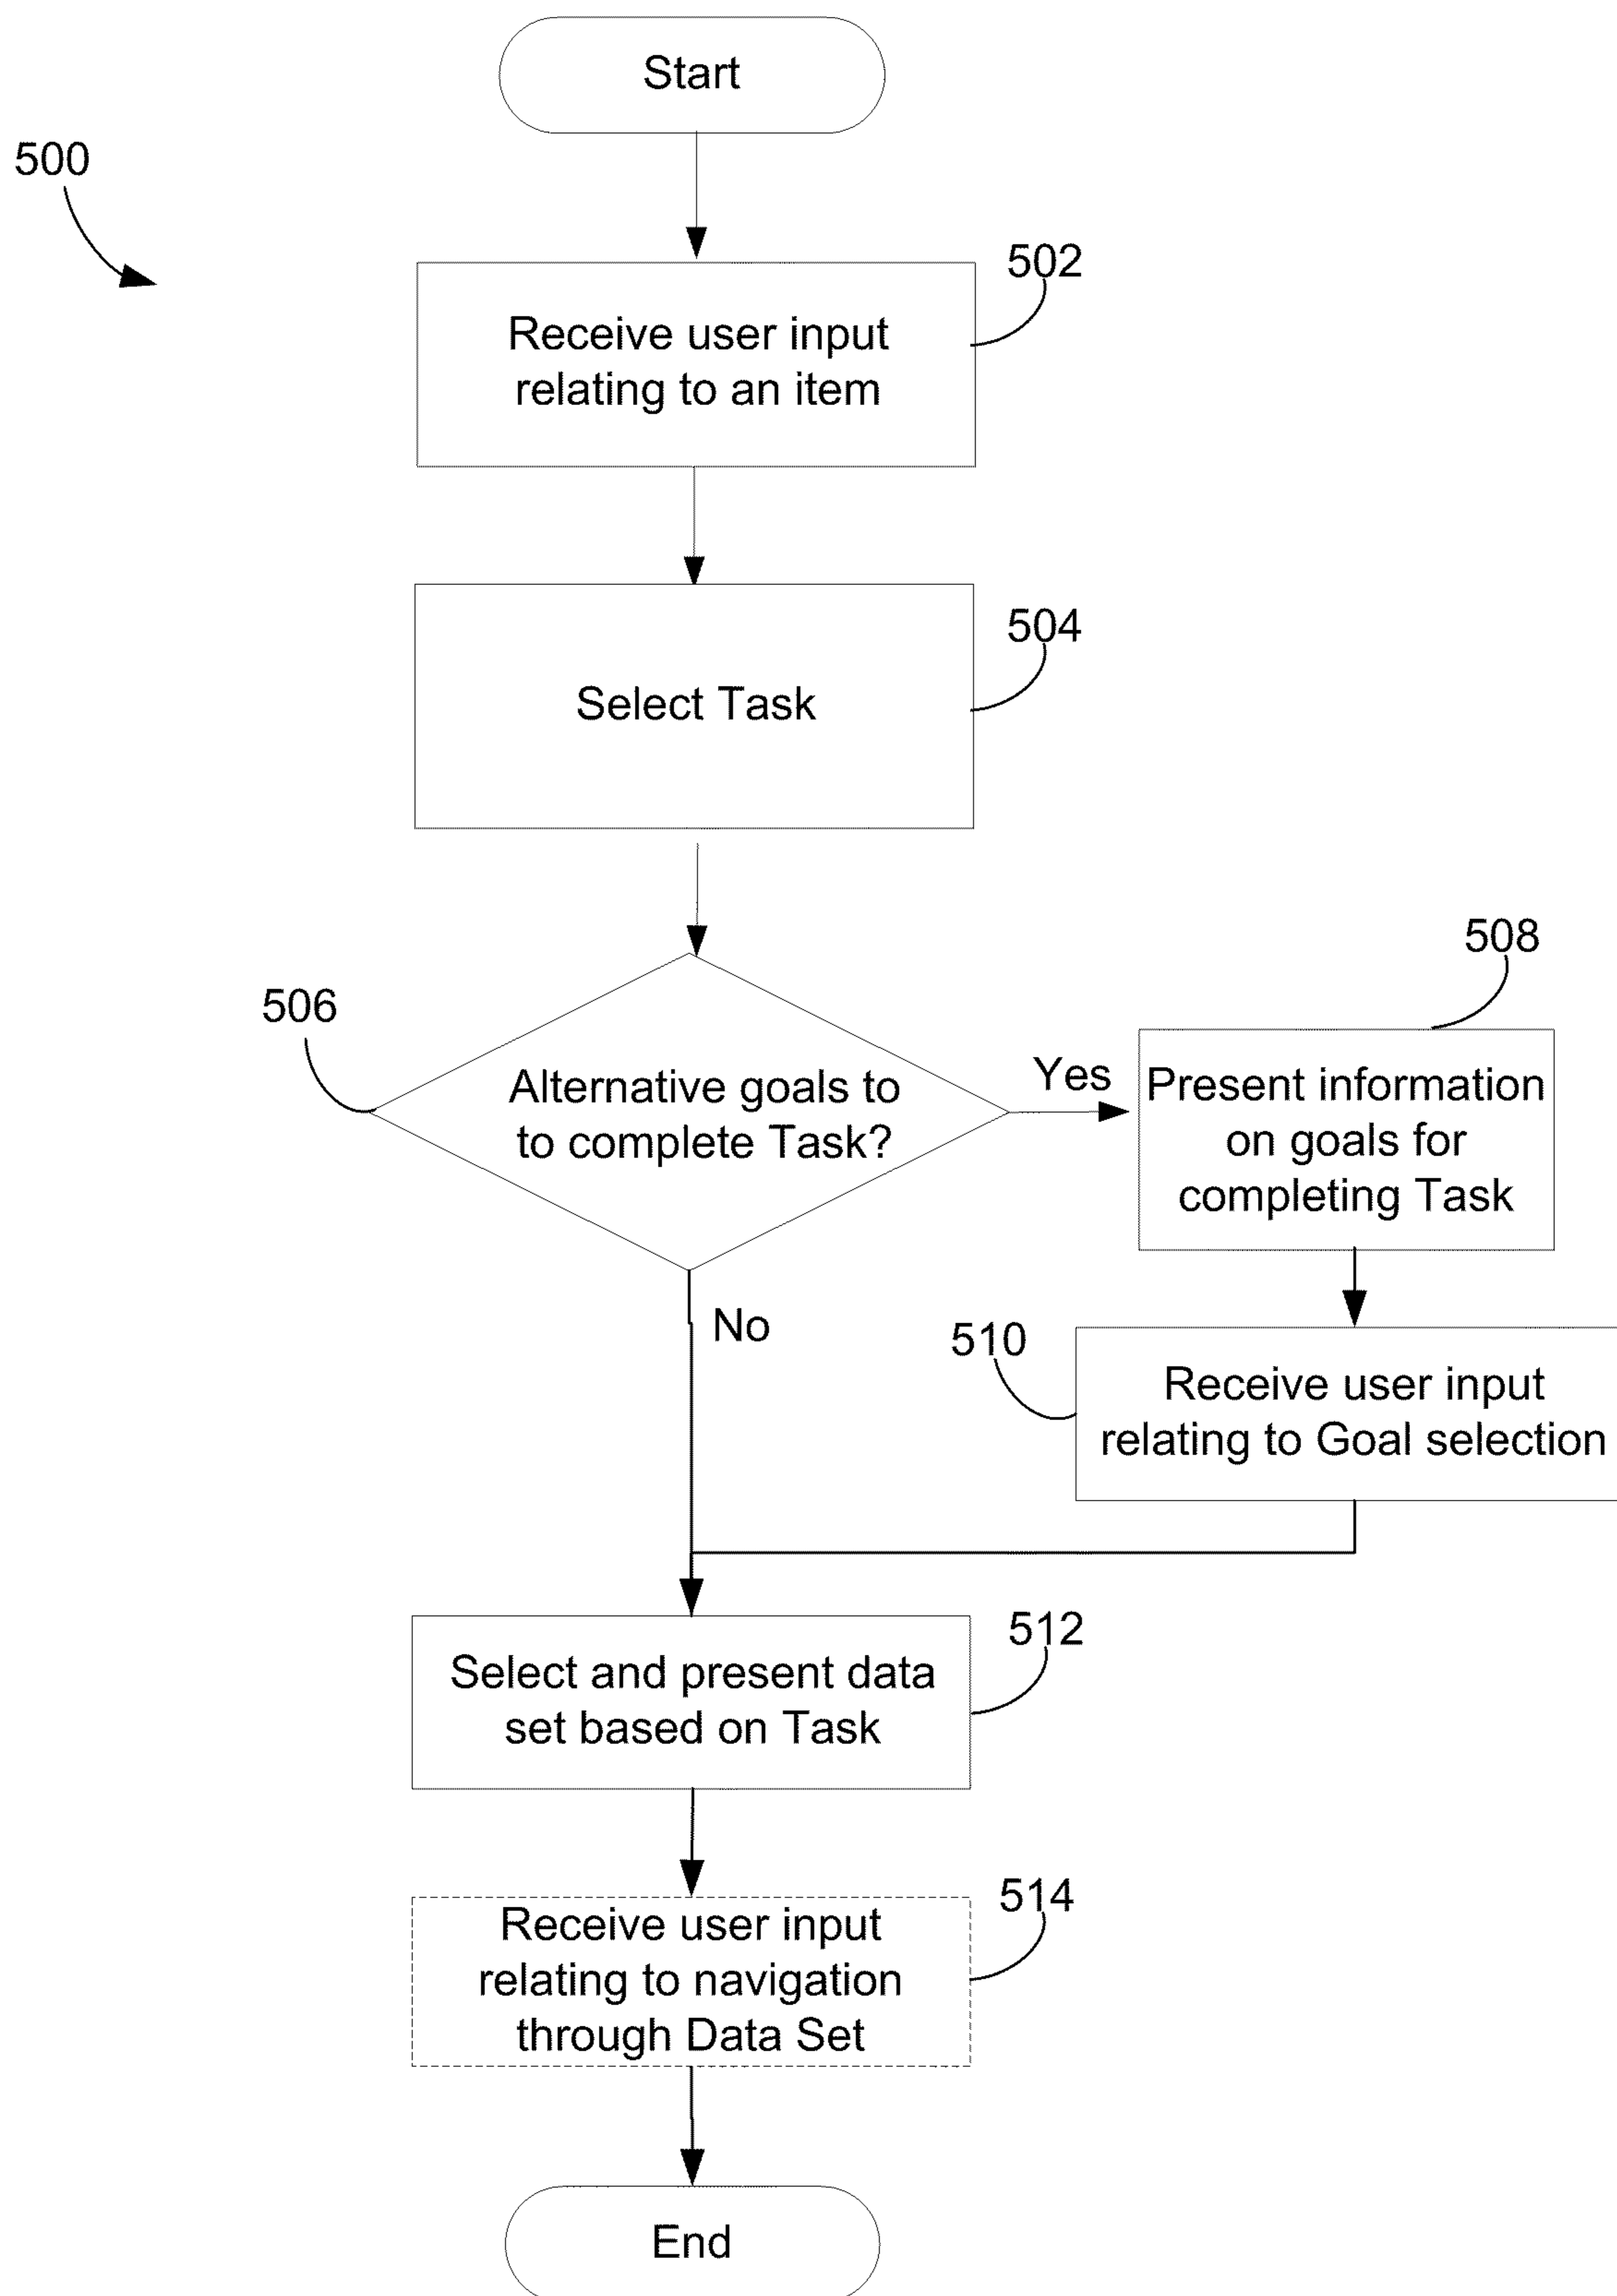 Start
500
502
Receive user input
relating to an item
504
Select Task
506
Alternative goals to
to complete Task?
Yes
508
Present information
on goals for
completing Task
No
510
Receive user input
relating to Goal selection
512
Select and present data
set based on Task
514
Receive user input
relating to navigation
through Data Set
End